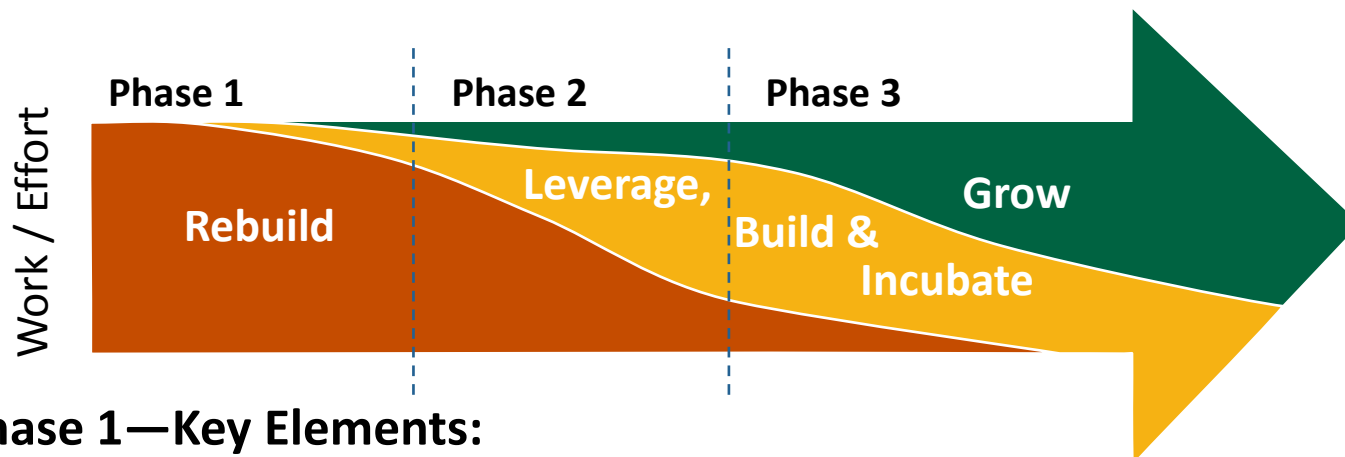 Phase 1
Phase 2
Phase 3
Work / Effort
Rebuild
Leverage,
Build &
Incubate
Grow
hase 1—Key Elements: